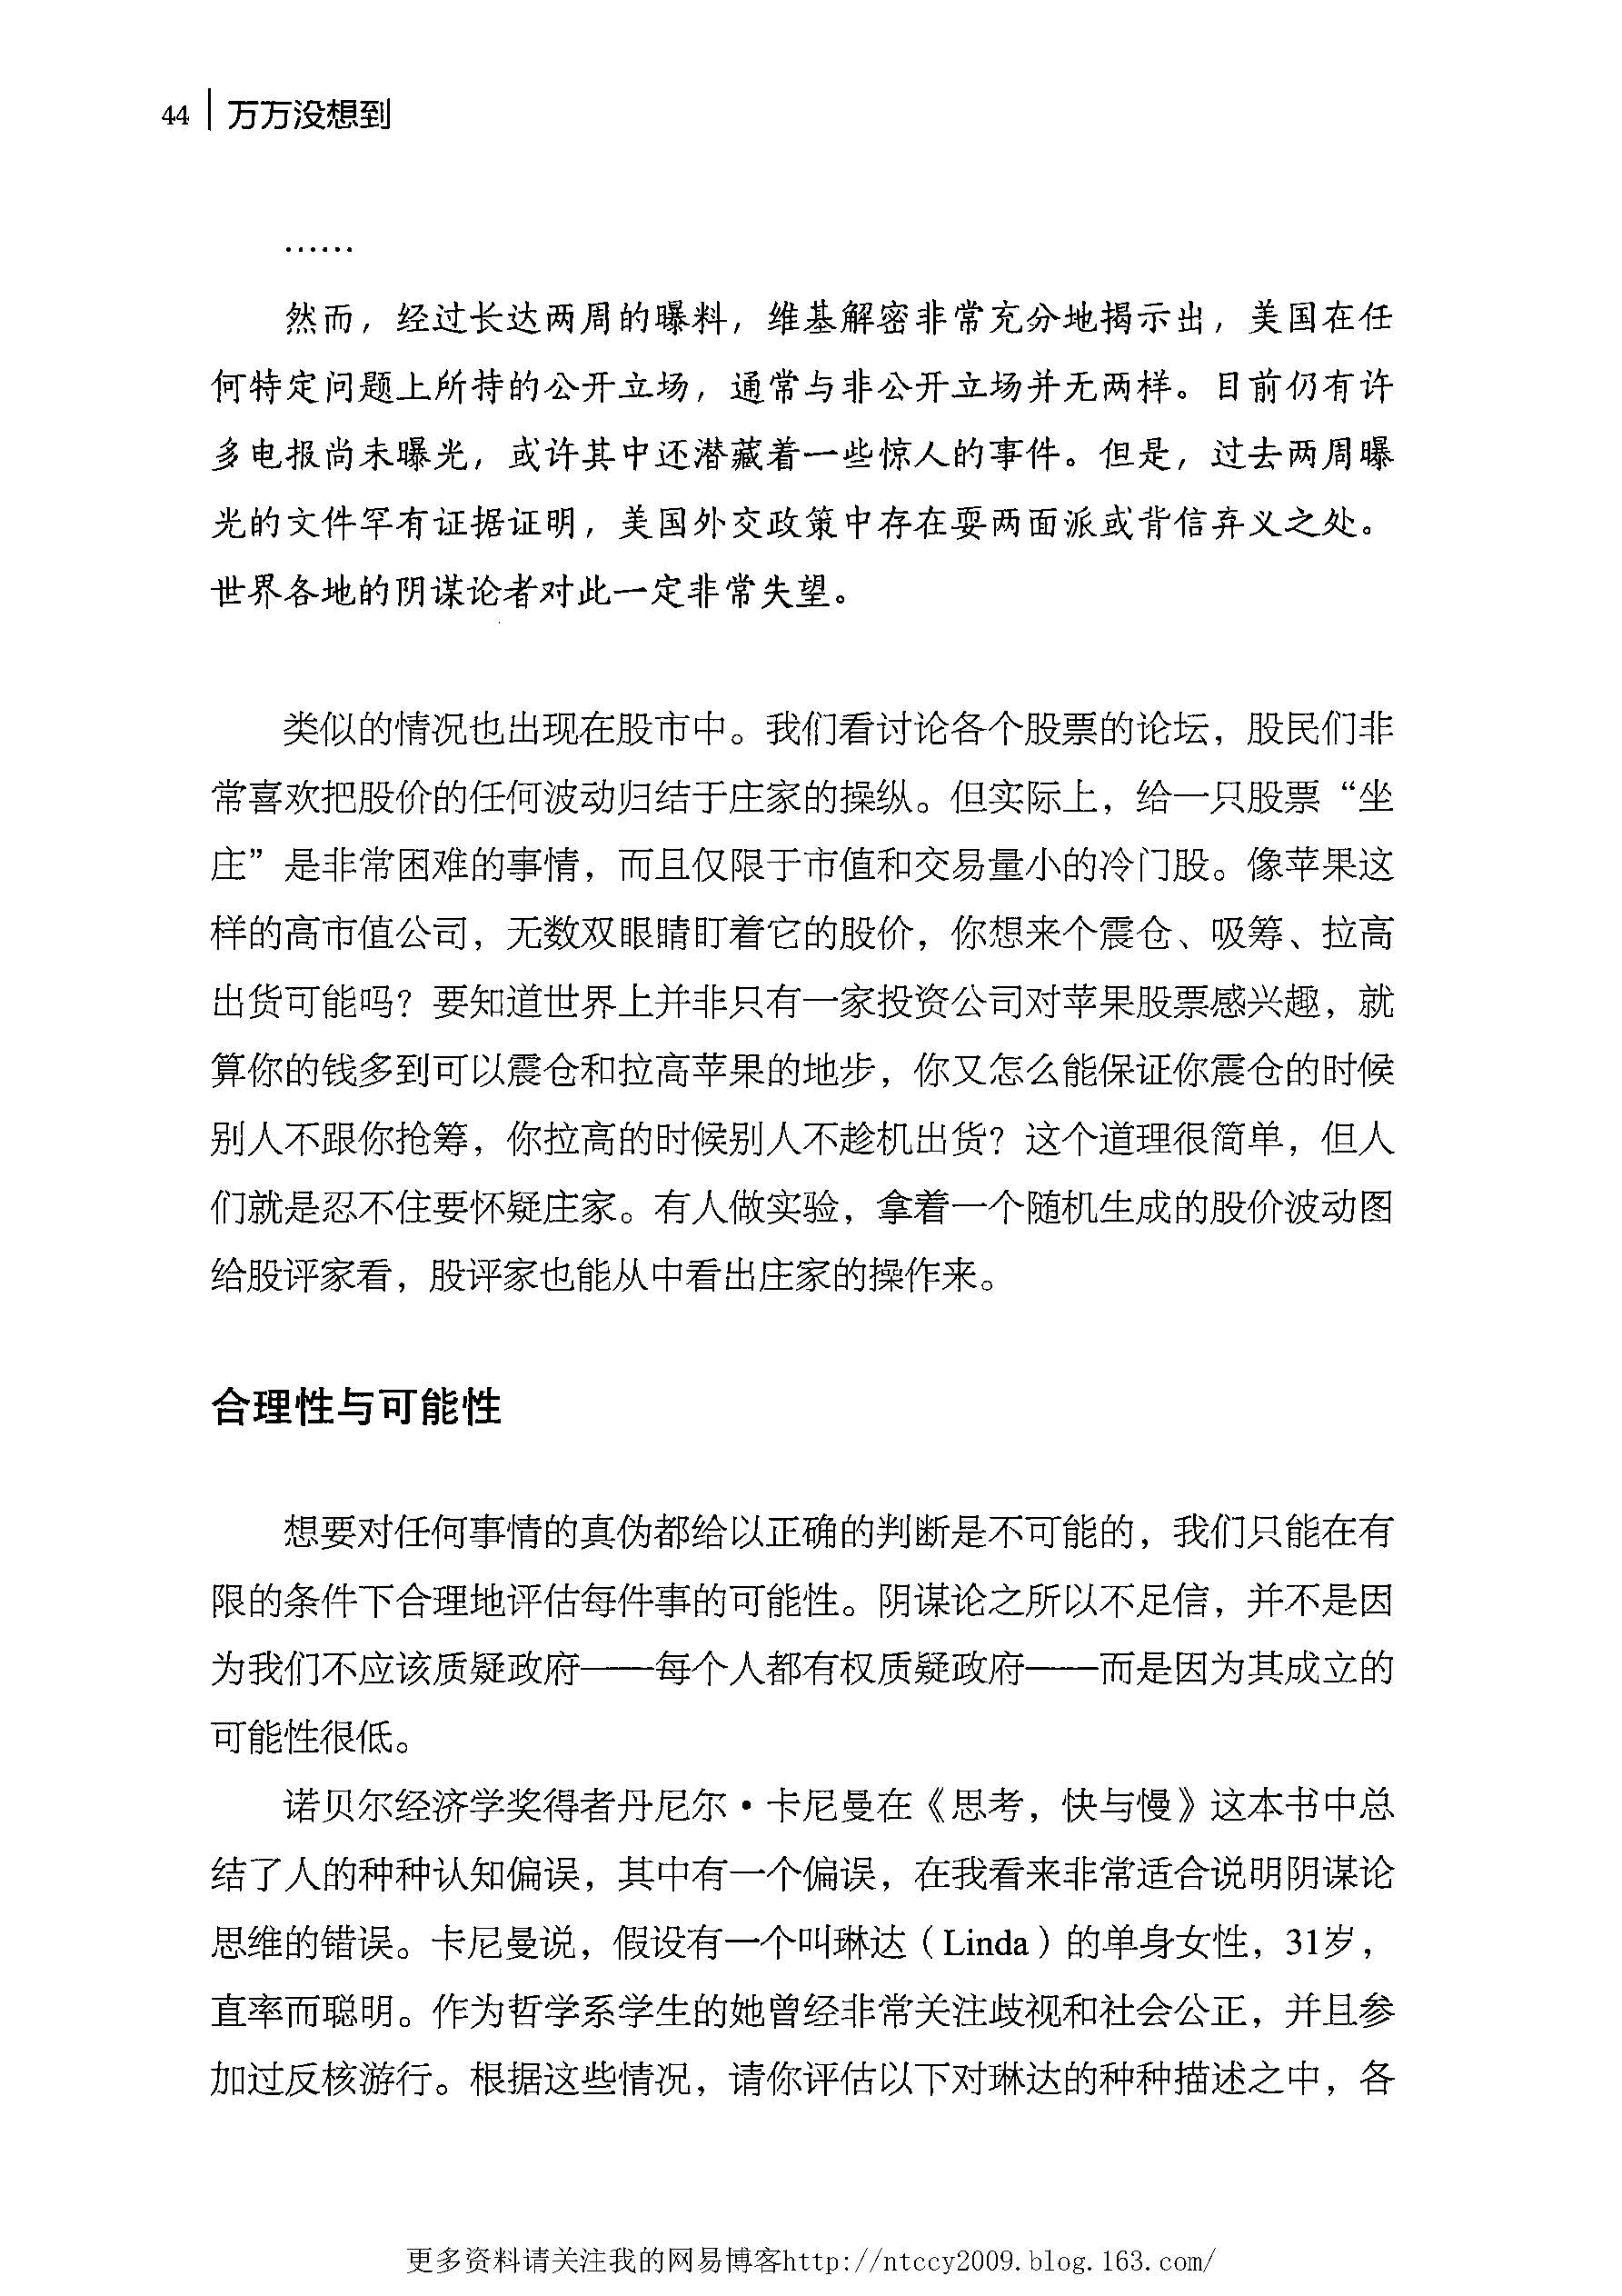 44 万万没想到
……
然而，经过长达两周的曝料，维基解密非常充分地揭示出，美国在任
何特定问题上所持的公开立场，通常与非公开立场并无两样。目前仍有许
多电报尚未曝光，或许其中还潜藏着一些惊人的事件。但是，过去两周曝
光的文件罕有证据证明，美国外交政策中存在耍两面派或背信弃义之处。
世界各地的阴谋论者对此一定非常失望。
类似的情况也出现在股市中。我们看讨论各个股票的论坛，股民们非
常喜欢把股价的任何波动归结于庄家的操纵。但实际上，给一只股票“坐
庄”是非常困难的事情，而且仅限于市值和交易量小的冷门股。像苹果这
样的高市值公司，无数双眼睛盯着它的股价，你想来个震仓、吸筹、拉高
出货可能吗？要知道世界上并非只有一家投资公司对苹果股票感兴趣，就
算你的钱多到可以震仓和拉高苹果的地步，你又怎么能保证你震仓的时候
别人不跟你抢筹，你拉高的时候别人不趁机出货？这个道理很简单，但人
们就是忍不住要怀疑庄家。有人做实验，拿着一个随机生成的股价波动图
给股评家看，股评家也能从中看出庄家的操作来。
合理性与可能性
想要对任何事情的真伪都给以正确的判断是不可能的，我们只能在有
限的条件下合理地评估每件事的可能性。阴谋论之所以不足信，并不是因
为我们不应该质疑政府——每个人都有权质疑政府——而是因为其成立的
可能性很低。
诺贝尔经济学奖得者丹尼尔·卡尼曼在《思考，快与慢》这本书中总
结了人的种种认知偏误，其中有一个偏误，在我看来非常适合说明阴谋论
思维的错误。卡尼曼说，假设有一个叫琳达（Linda）的单身女性，31岁，
直率而聪明。作为哲学系学生的她曾经非常关注歧视和社会公正，并且参
加过反核游行。根据这些情况，请你评估以下对琳达的种种描述之中，各
更多资料请关注我的网易博客http://ntccy2009.blog.163.com/